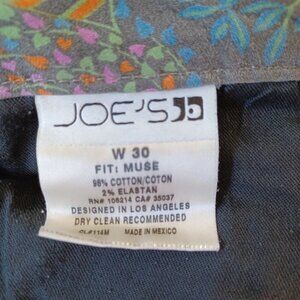 JOE'S
W 30
FIT: MUSE
98% COTTON/COTON
2% ELASTAN
RN# 106214 CA# 35037
DESIGNED IN LOS ANGELES
DRY CLEAN RECOMMENDED
MADE IN MEXICO